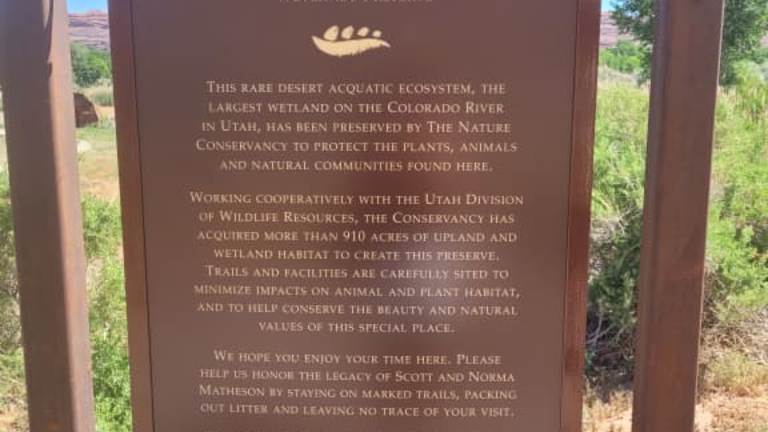 THIS RARE DESERT ACQUATIC ECOSYSTEM, THE
LARGEST WETLAND ON THE COLORADO RIVER
IN UTAH, HAS BEEN PRESERVED BY THE NATURE
CONSERVANCY TO PROTECT THE PLANTS, ANIMALS
AND NATURAL COMMUNITIES FOUND HERE.
WORKING COOPERATIVELY WITH THE UTAH DIVISION
OF WILDLIFE RESOURCES, THE CONSERVANCY HAS
ACQUIRED MORE THAN 910 ACRES OF UPLAND AND
WETLAND HABITAT TO CREATE THIS PRESERVE.
TRAILS AND FACILITIES ARE CAREFULLY SITED TO
MINIMIZE IMPACTS ON ANIMAL AND PLANT HABITAT,
AND TO HELP CONSERVE THE BEAUTY AND NATURAL
VALUES OF THIS SPECIAL PLACE.
WE HOPE YOU ENJOY YOUR TIME HERE. PLEASE
HELP US HONOR THE LEGACY OF SCOTT AND NORMA
MATHESON BY STAYING ON MARKED TRAILS, PACKING
OUT LITTER AND LEAVING NO TRACE OF YOUR VISIT.